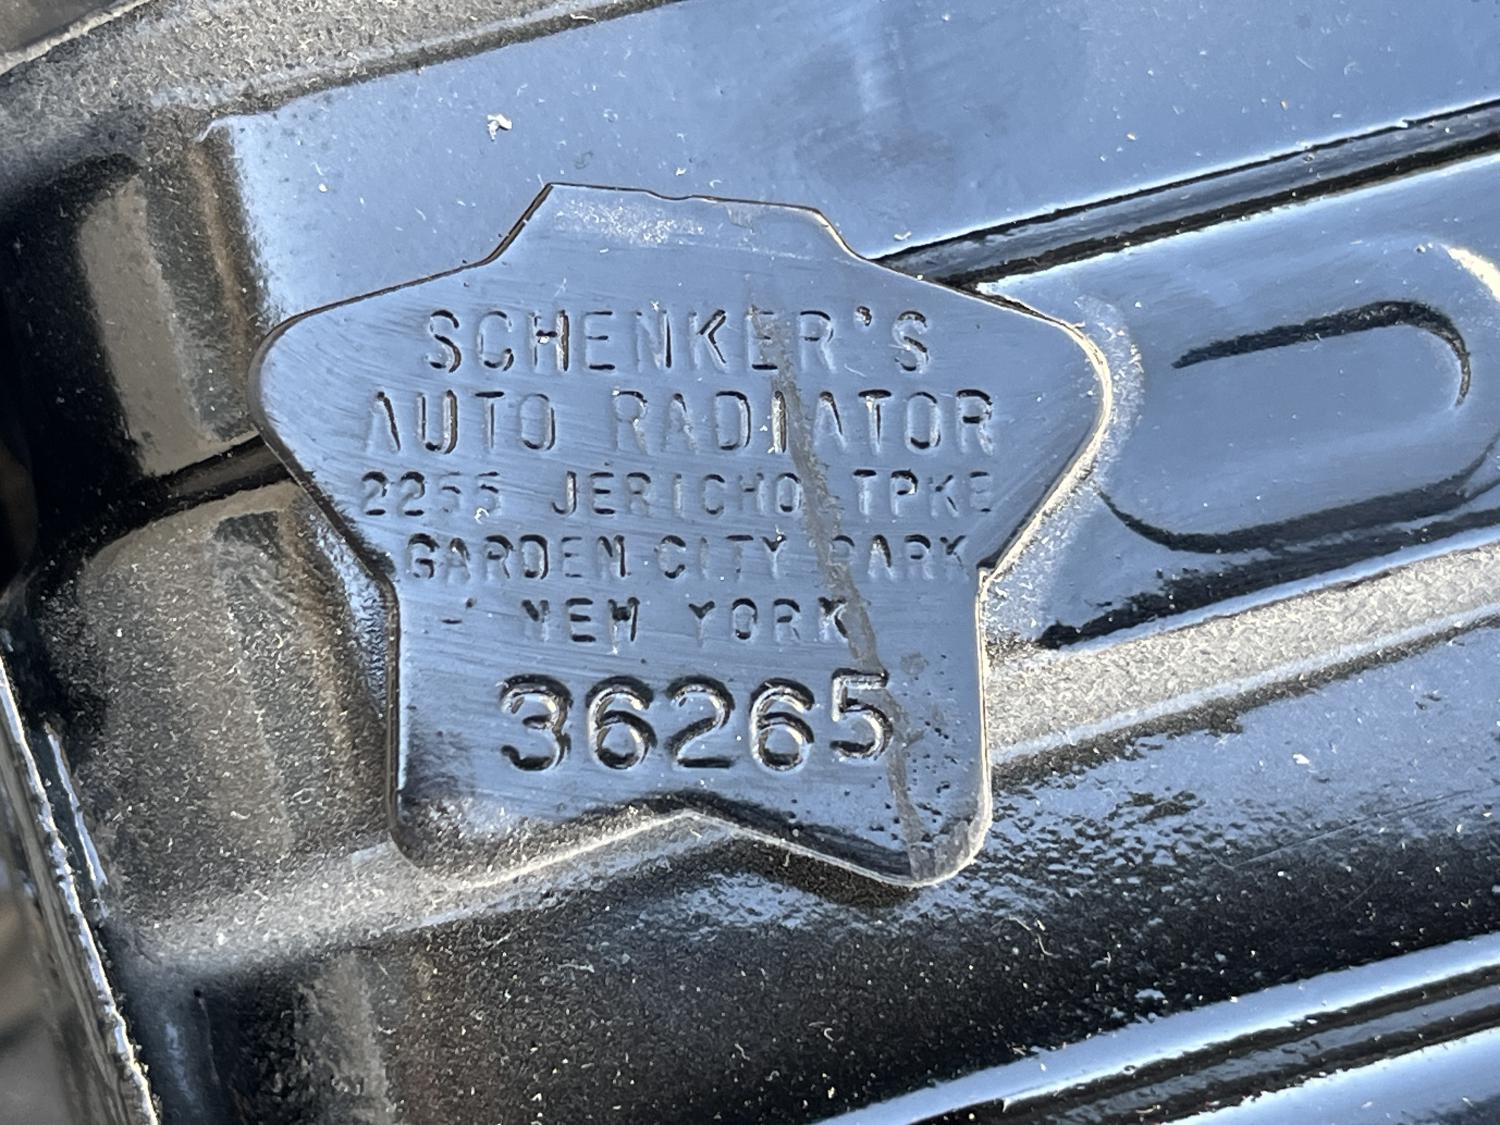 SCHENKER'S
AUTO RADIATOR
2255 JERICHO TPKE
GARDEN CITY PARK
NEW YORK
36265